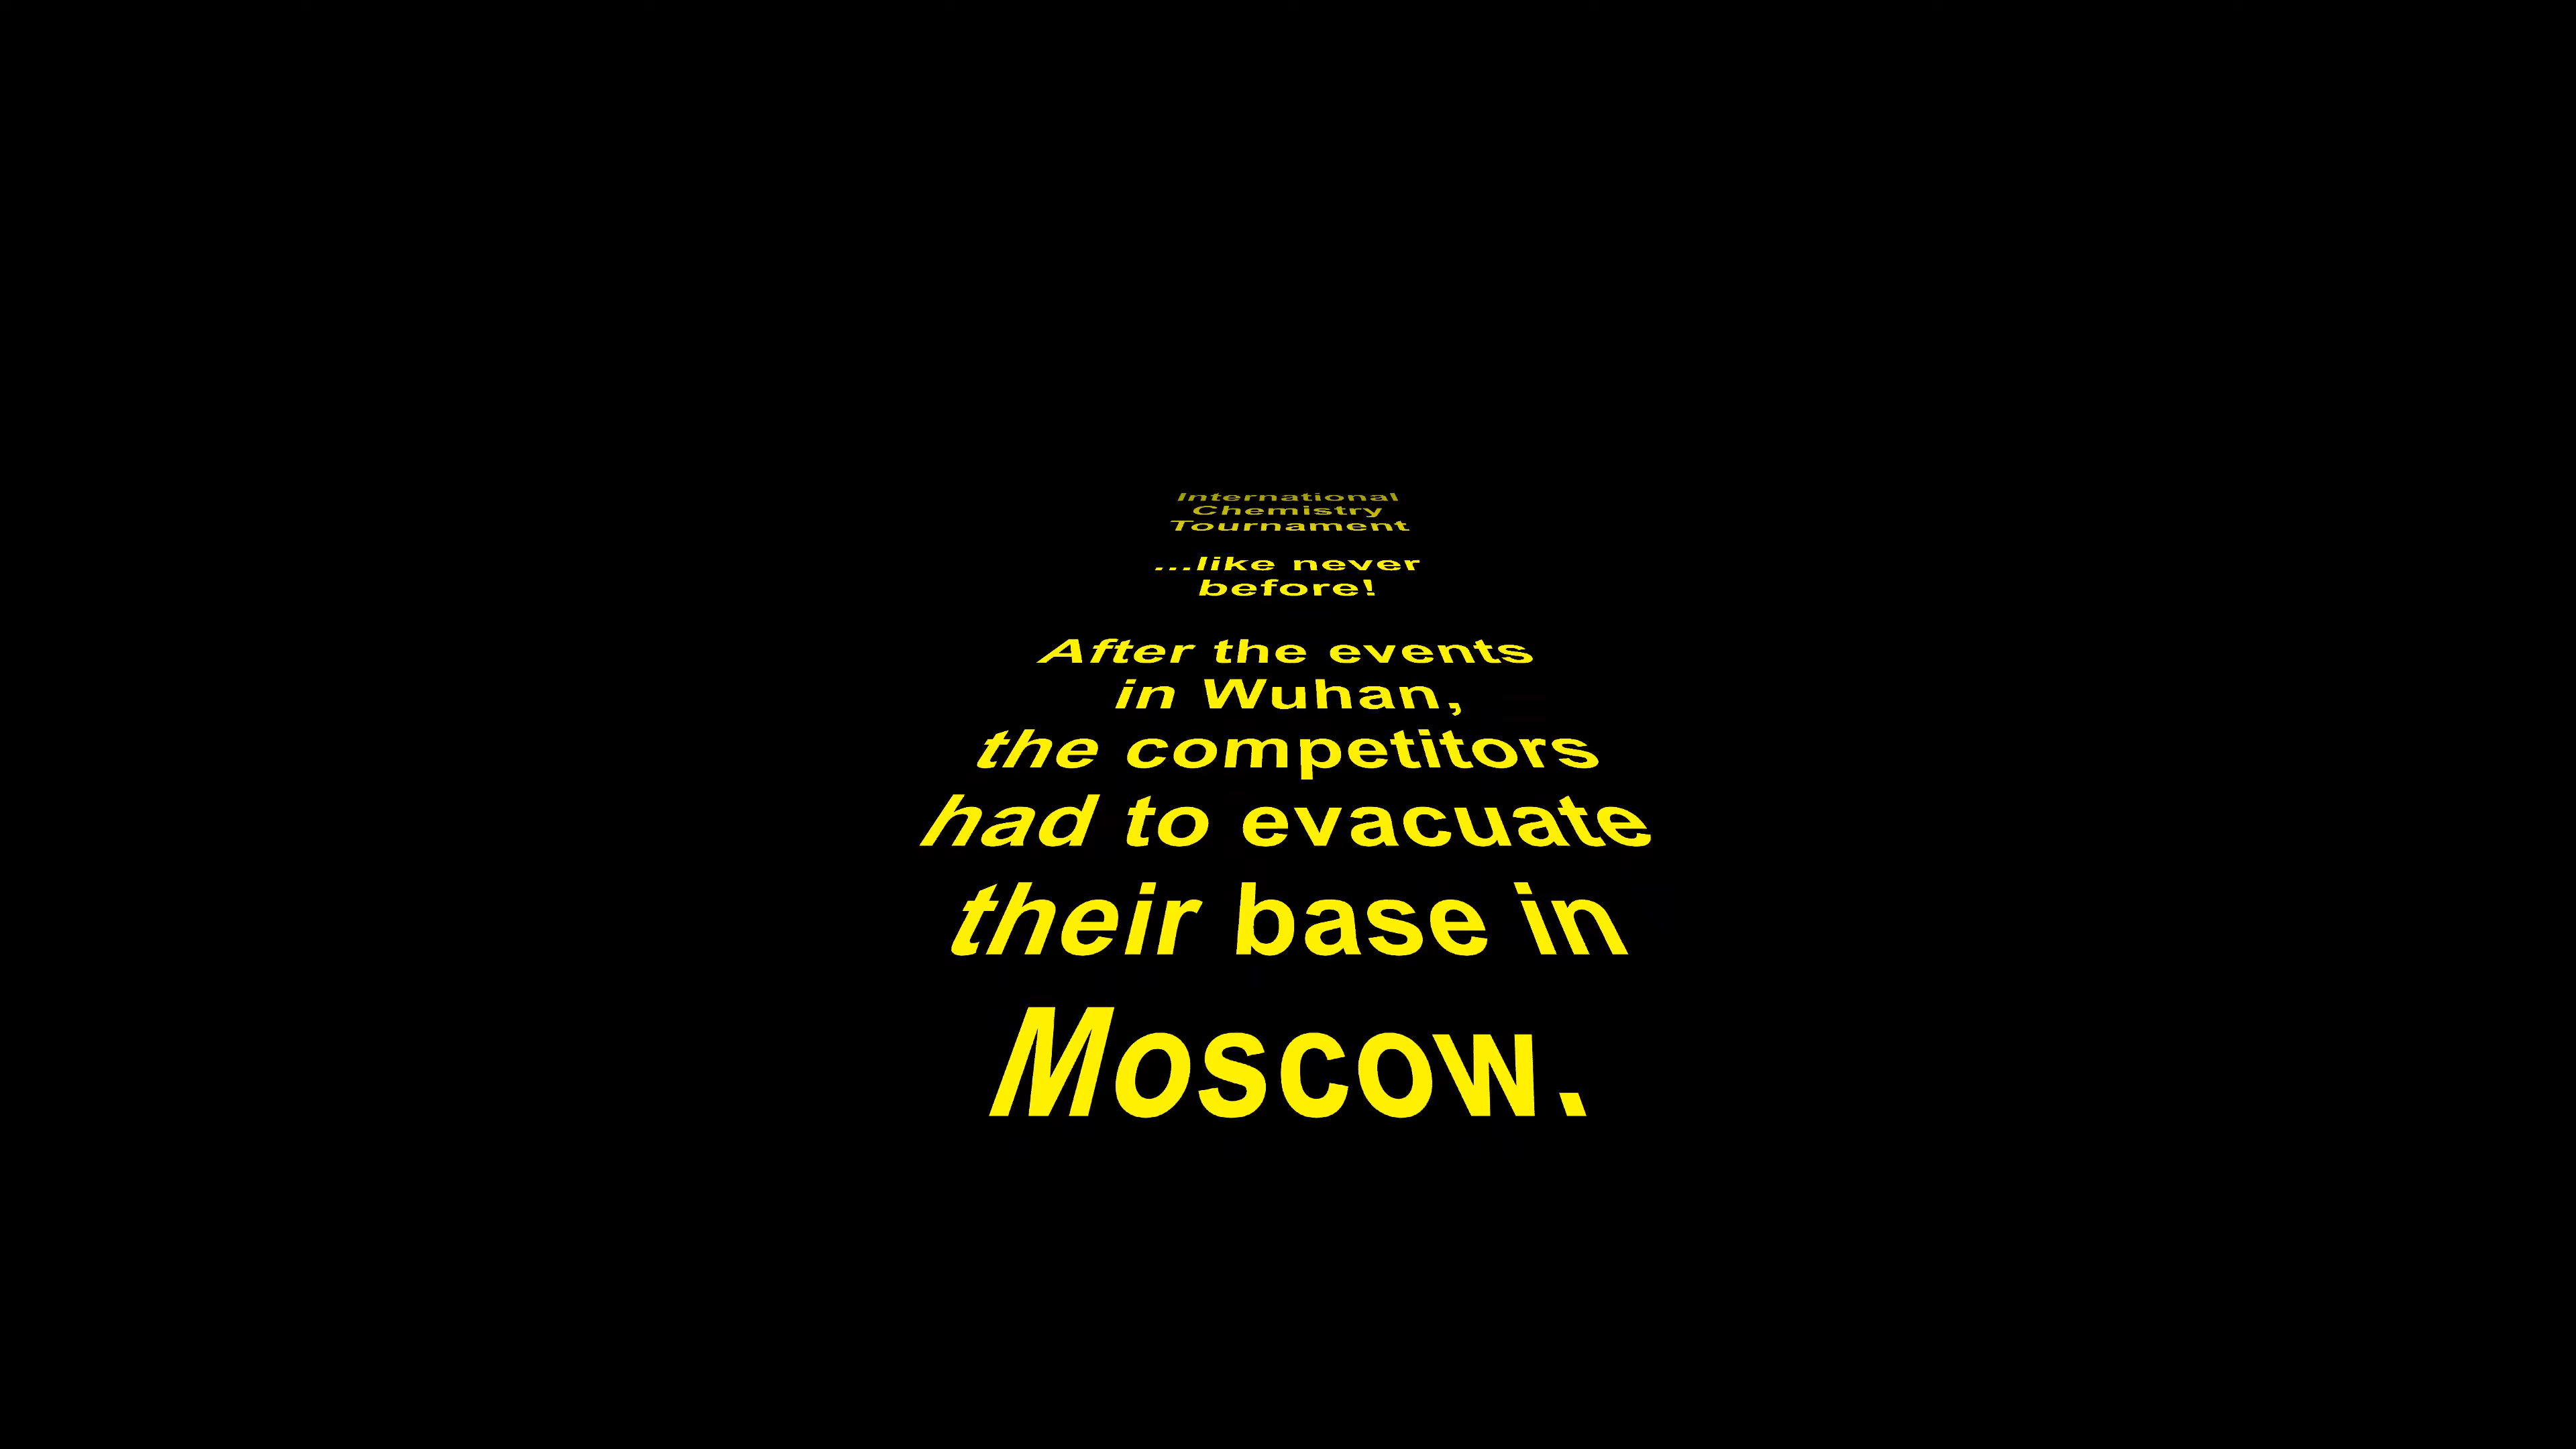 International
Chemistry
Tournament
...like never
before!
After the events
in Wuhan,
the competitors
had to evacuate
their base in
Moscow.